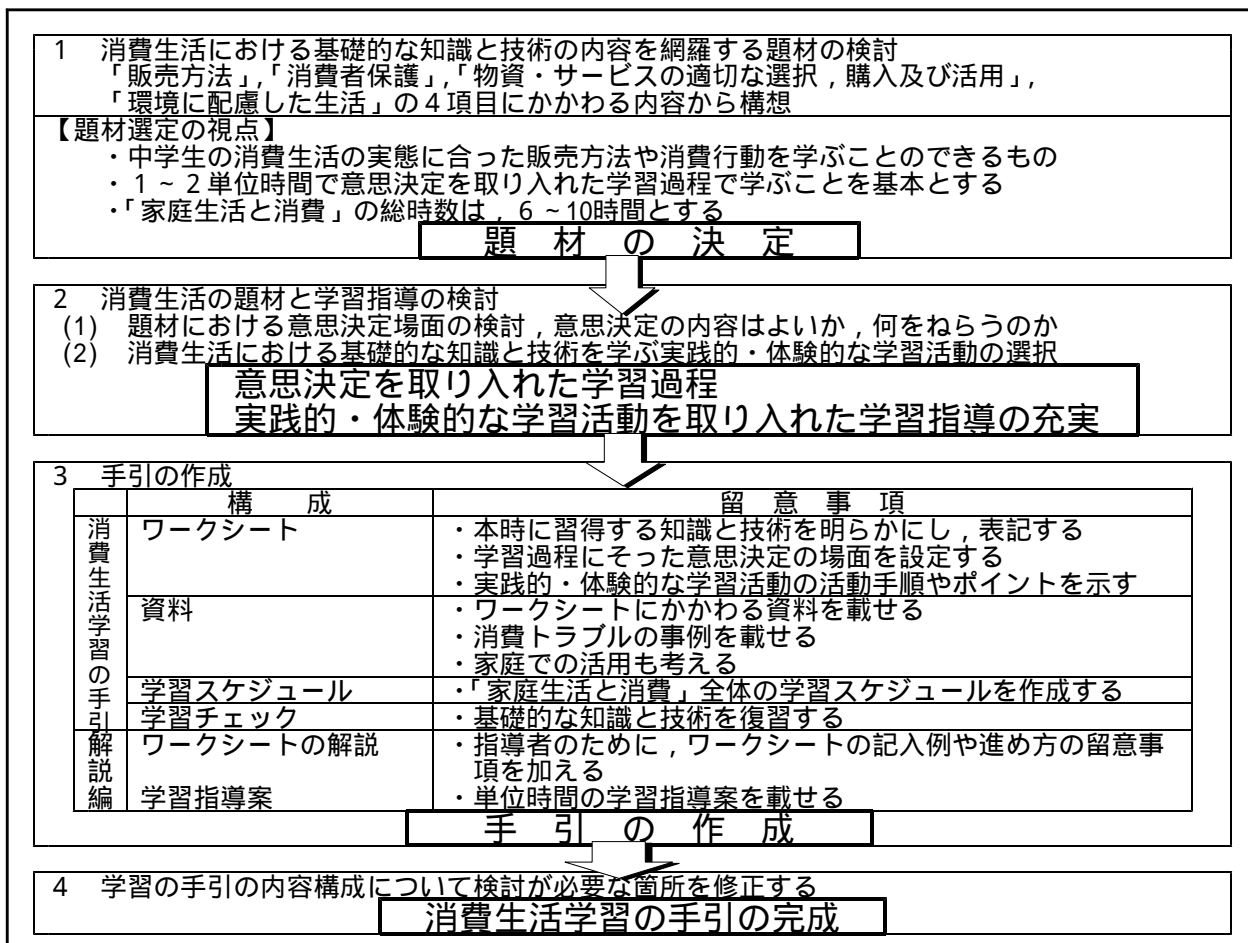 1 消費生活における基礎的な知識と技術の内容を網羅する題材の検討
「販売方法」,「消費者保護」,「物資・サービスの適切な選択,購入及び活用」,
「環境に配慮した生活」の4項目にかかわる内容から構想
【題材選定の視点】
・中学生の消費生活の実態に合った販売方法や消費行動を学ぶことのできるもの
・1~2単位時間で意思決定を取り入れた学習過程で学ぶことを基本とする
・「家庭生活と消費」の総時数は,6~10時間とする
題材の決定
2 消費生活の題材と学習指導の検討
(1) 題材における意思決定場面の検討,意思決定の内容はよいか,何をねらうのか
(2) 消費生活における基礎的な知識と技術を学ぶ実践的・体験的な学習活動の選択
意思決定を取り入れた学習過程
実践的・体験的な学習活動を取り入れた学習指導の充実
3 手引の作成
構成 留意事項
消費生活学習の手引
ワークシート ・本時に習得する知識と技術を明らかにし,表記する
・学習過程にそった意思決定の場面を設定する
・実践的・体験的な学習活動の活動手順やポイントを示す
資料 ・ワークシートにかかわる資料を載せる
・消費トラブルの事例を載せる
・家庭での活用も考える
学習スケジュール ・「家庭生活と消費」全体の学習スケジュールを作成する
学習チェック ・基礎的な知識と技術を復習する
解説編
ワークシートの解説 ・指導者のために,ワークシートの記入例や進め方の留意事
項を加える
学習指導案 ・単位時間の学習指導案を載せる
手引の作成
4 学習の手引の内容構成について検討が必要な箇所を修正する
消費生活学習の手引の完成